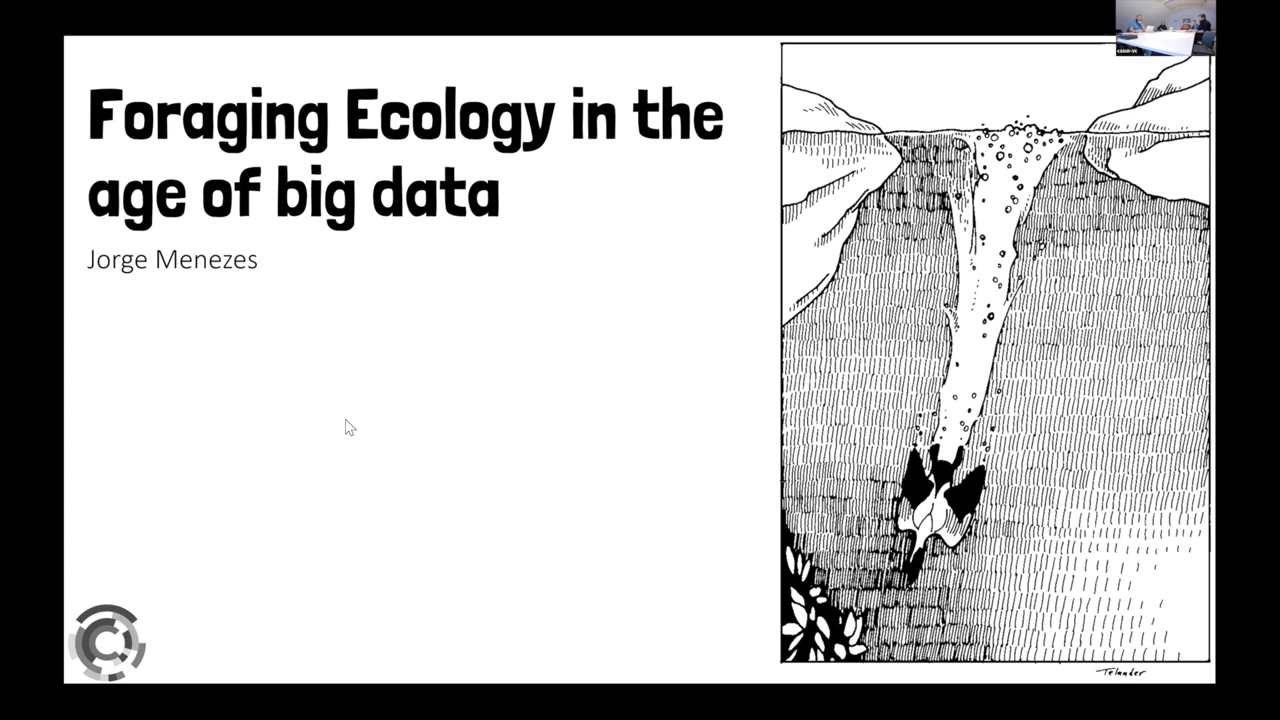 Foraging Ecology in the
age of big data
Jorge Menezes
Telander